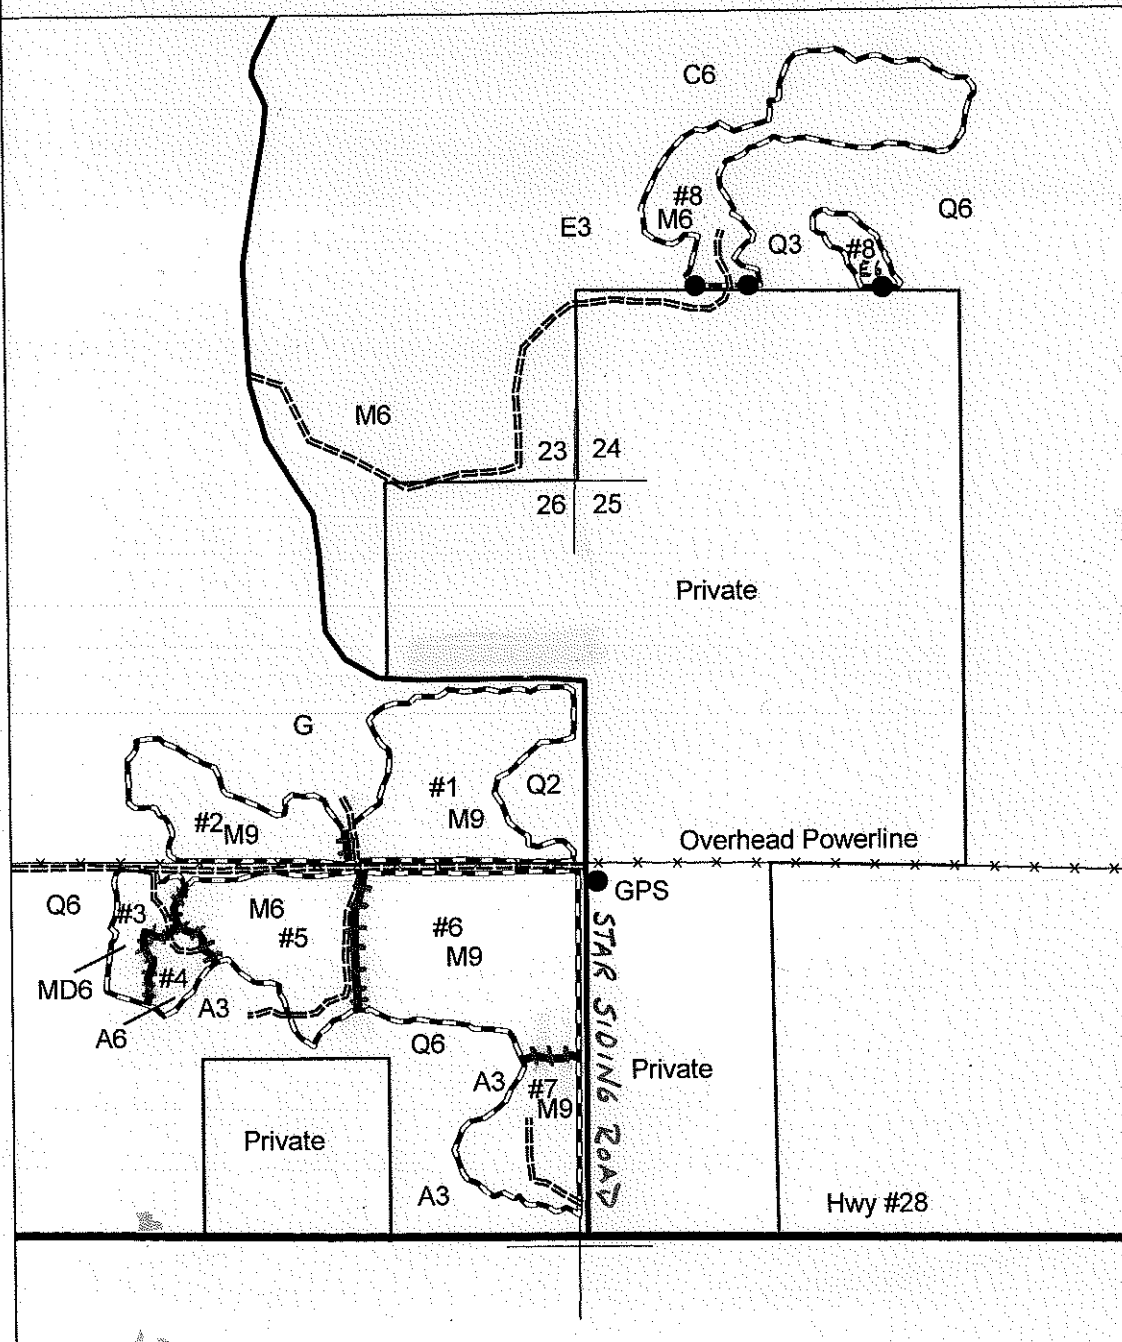 C6
#8
M6
Q6
E3
Q3
#8
E6
M6
23 24
26 25
Private
G
#1
M9
Q2
#2 M9
Overhead Powerline
GPS
Q6
#3
M6
#5
#6
M9
MD6
#4
A3
A6
Q6
STAR SIDING ROAD
Private
A3
#7
M9
Private
A3
Hwy #28